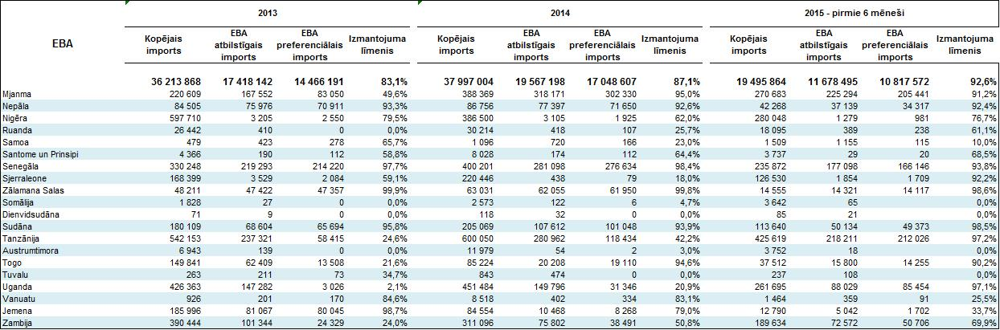 2013 2014 2015 - pirmie 6 mēneši
EBA Kopējais imports EBA atbilstīgais imports EBA preferenciālais imports Izmantojuma līmenis Kopējais imports EBA atbilstīgais imports EBA preferenciālais imports Izmantojuma līmenis Kopējais imports EBA atbilstīgais imports EBA preferenciālais imports Izmantojuma līmenis
36 213 868 17 418 142 14 466 191 83,1% 37 997 004 19 567 198 17 048 607 87,1% 19 495 864 11 678 495 10 817 572 92,6%
Mjanma 220 609 167 552 83 050 49,6% 388 369 318 171 302 330 95,0% 270 683 225 294 205 441 91,2%
Nepāla 84 505 75 976 70 911 93,3% 86 756 77 397 71 650 92,6% 42 268 37 139 34 317 92,4%
Nigēra 597 710 3 205 2 550 79,5% 386 500 3 105 1 925 62,0% 280 048 1 279 981 76,7%
Ruanda 26 442 410 0 0,0% 30 214 418 107 25,7% 18 095 389 238 61,1%
Samoa 479 423 278 65,7% 1 096 720 166 23,0% 1 509 1 155 115 10,0%
Santome un Prinsipi 4 366 190 112 58,8% 8 028 174 112 64,4% 3 737 29 20 68,5%
Senegāla 330 248 219 293 214 220 97,7% 400 201 281 098 276 634 98,4% 235 872 177 098 166 146 93,8%
Sjerraleone 168 399 3 529 2 084 59,1% 220 446 438 79 18,0% 126 530 1 854 1 709 92,2%
Zālamana Salas 48 211 47 422 47 357 99,9% 63 031 62 055 61 950 99,8% 14 555 14 321 14 117 98,6%
Somālija 1 828 27 0 0,0% 2 573 122 6 4,7% 3 642 65 0,0%
Dienvidsudāna 71 9 0 0,0% 118 32 0 0,0% 85 21 0,0%
Sudāna 180 109 68 604 65 694 95,8% 205 069 107 612 101 048 93,9% 113 640 50 134 49 373 98,5%
Tanzānija 542 153 237 321 58 415 24,6% 600 050 280 962 118 434 42,2% 425 619 218 211 212 026 97,2%
Austrumtimora 6 943 139 0 0,0% 11 979 54 2 3,0% 3 752 18 0,0%
Togo 149 841 62 409 13 508 21,6% 85 224 20 208 19 110 94,6% 37 512 15 800 14 255 90,2%
Tuvalu 263 211 73 34,7% 843 474 0 0,0% 237 108 0,0%
Uganda 426 363 147 282 3 026 2,1% 451 484 149 796 31 346 20,9% 261 695 88 029 85 454 97,1%
Vanuatu 926 201 170 84,6% 8 518 402 334 83,1% 1 464 359 91 25,5%
Jemena 185 996 81 067 80 045 98,7% 84 554 10 468 8 268 79,0% 12 790 5 042 1 702 33,7%
Zambija 390 444 101 344 24 329 24,0% 311 096 75 802 38 491 50,8% 189 634 72 572 50 706 69,9%